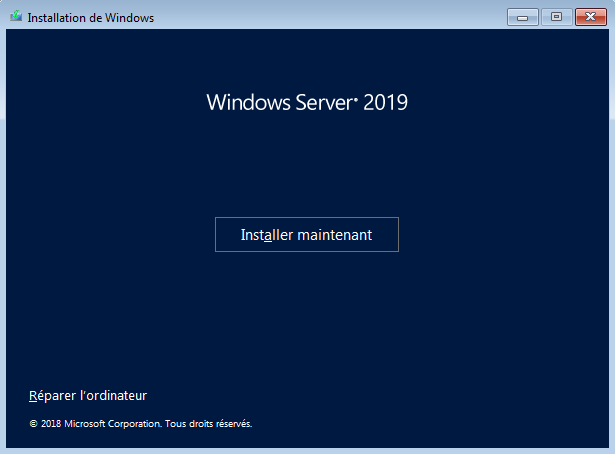 Installation de Windows
Windows Server® 2019
Installer maintenant
Réparer l'ordinateur
© 2018 Microsoft Corporation. Tous droits réservés.